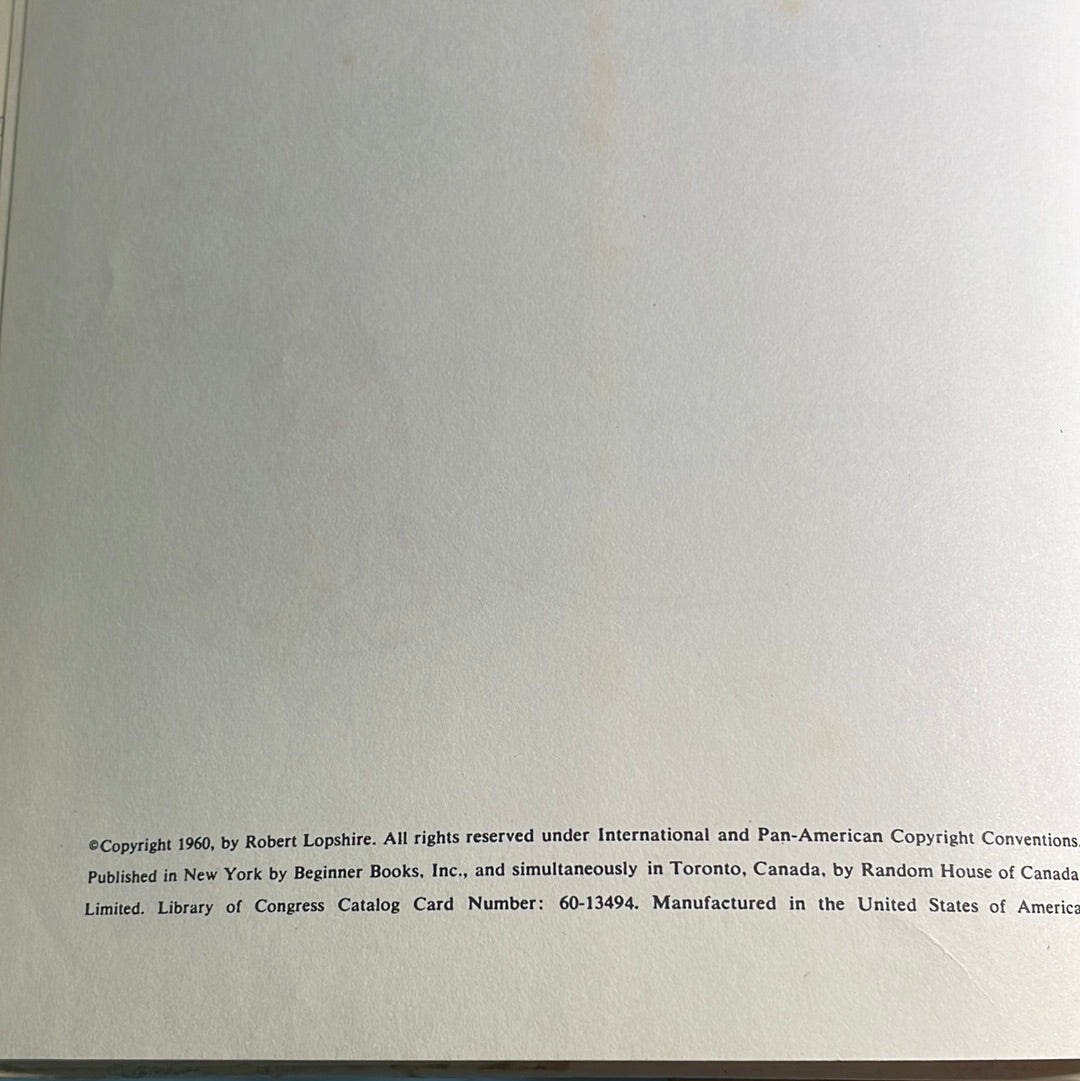 ©Copyright 1960, by Robert Lopshire. All rights reserved under International and Pan-American Copyright Conventions.
Published in New York by Beginner Books, Inc., and simultaneously in Toronto, Canada, by Random House of Canada
Limited. Library of Congress Catalog Card Number: 60-13494. Manufactured in the United States of America